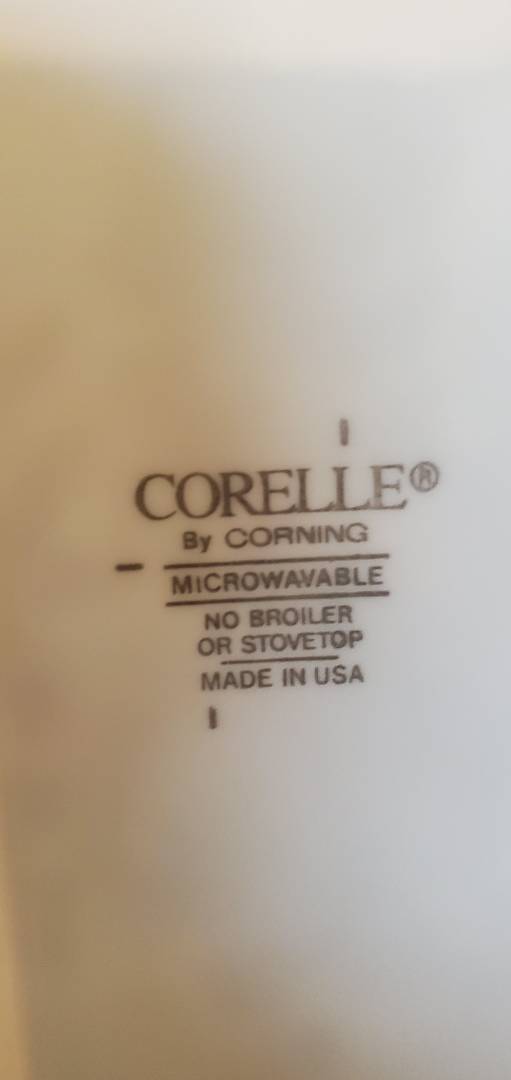 CORELLE®
By CORNING
MICROWAVABLE
NO BROILER
OR STOVETOP
MADE IN USA